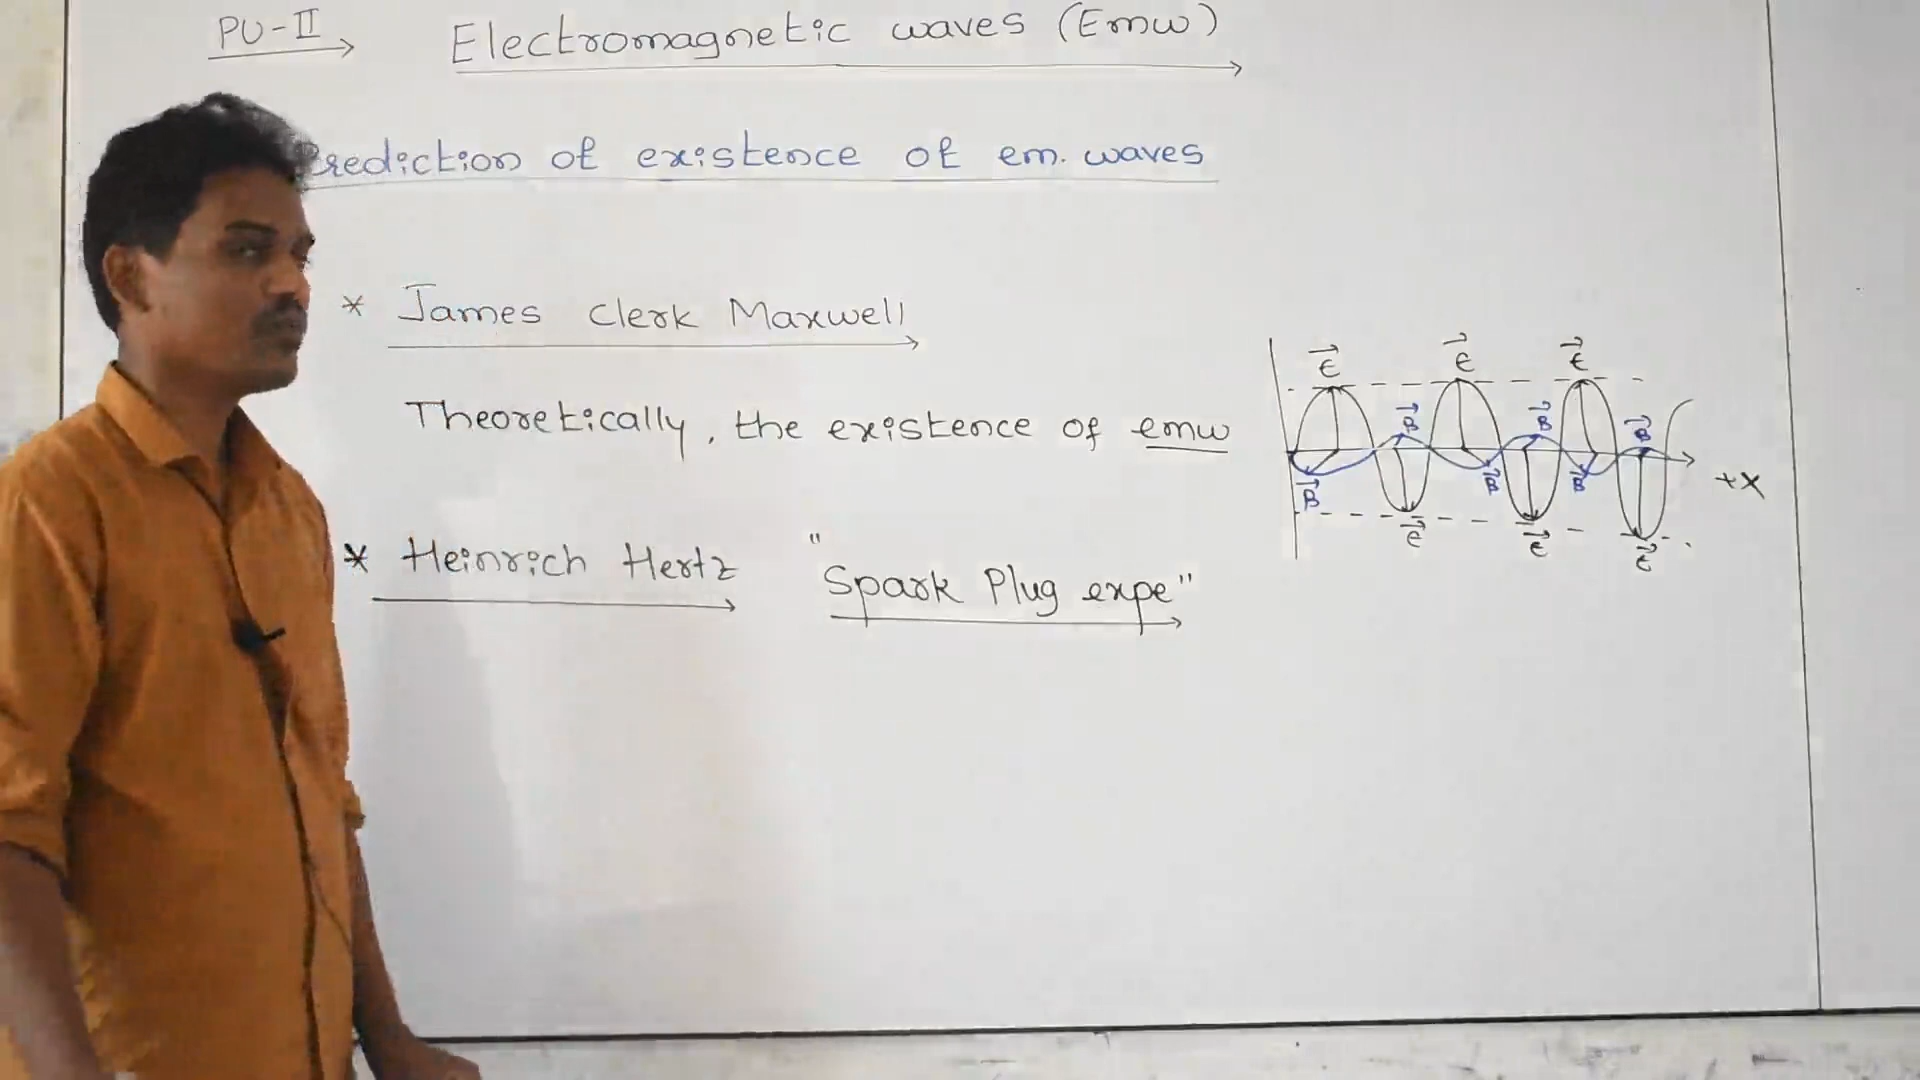 PU-II
Electromagnetic waves (Emw)
Prediction of existence of em. waves
* James Clerk Maxwell
Theoretically, the existence of emw
* Heinrich Hertz " "Spark Plug expe"
E E E
B B B
B B B
E E E
+X